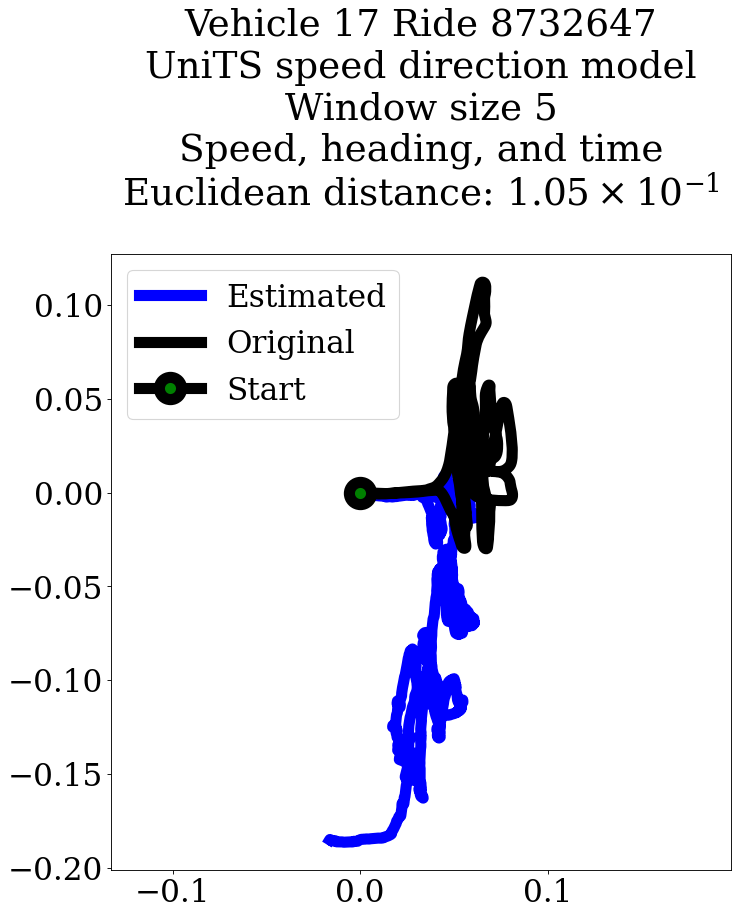 Vehicle 17 Ride 8732647
UniTS speed direction model
Window size 5
Speed, heading, and time
Euclidean distance: 1.05 × 10⁻¹
Estimated
Original
Start
0.10
0.05
0.00
−0.05
−0.10
−0.15
−0.20
−0.1 0.0 0.1